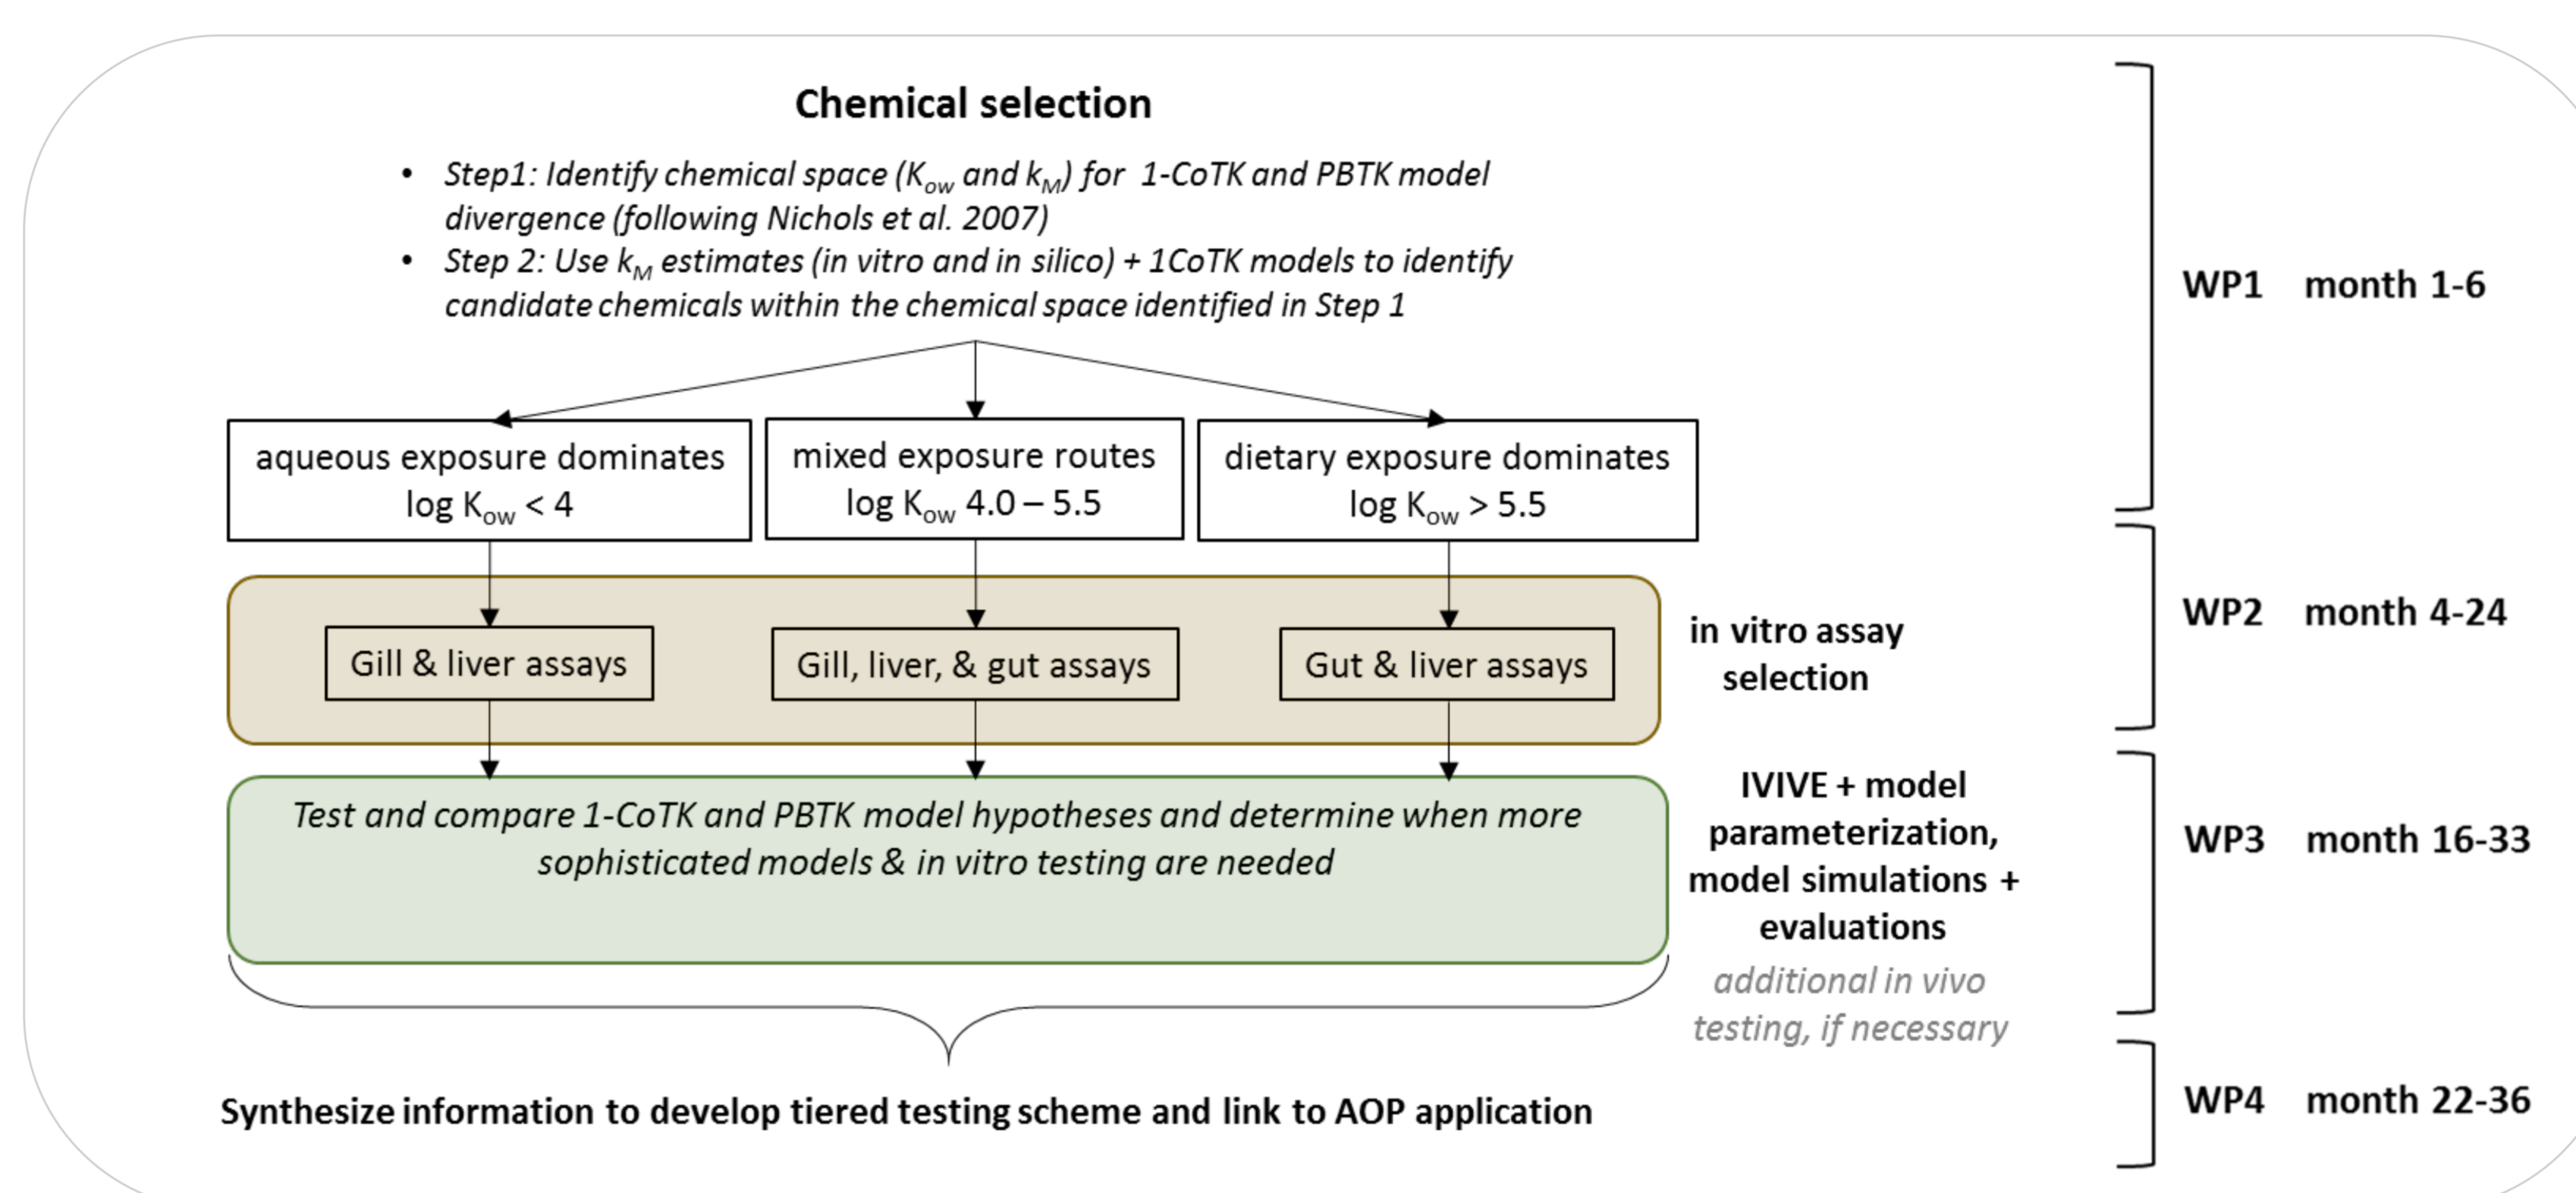 Chemical selection
• Step1: Identify chemical space (Kow and kM) for 1-CoTK and PBTK model
divergence (following Nichols et al. 2007)
• Step 2: Use kM estimates (in vitro and in silico) + 1CoTK models to identify
candidate chemicals within the chemical space identified in Step 1
WP1 month 1-6
aqueous exposure dominates
log Kow < 4
mixed exposure routes
log Kow 4.0 – 5.5
dietary exposure dominates
log Kow > 5.5
Gill & liver assays
Gill, liver, & gut assays
Gut & liver assays
in vitro assay
selection
WP2 month 4-24
Test and compare 1-CoTK and PBTK model hypotheses and determine when more
sophisticated models & in vitro testing are needed
IVIVE + model
parameterization,
model simulations +
evaluations
additional in vivo
testing, if necessary
WP3 month 16-33
Synthesize information to develop tiered testing scheme and link to AOP application
WP4 month 22-36